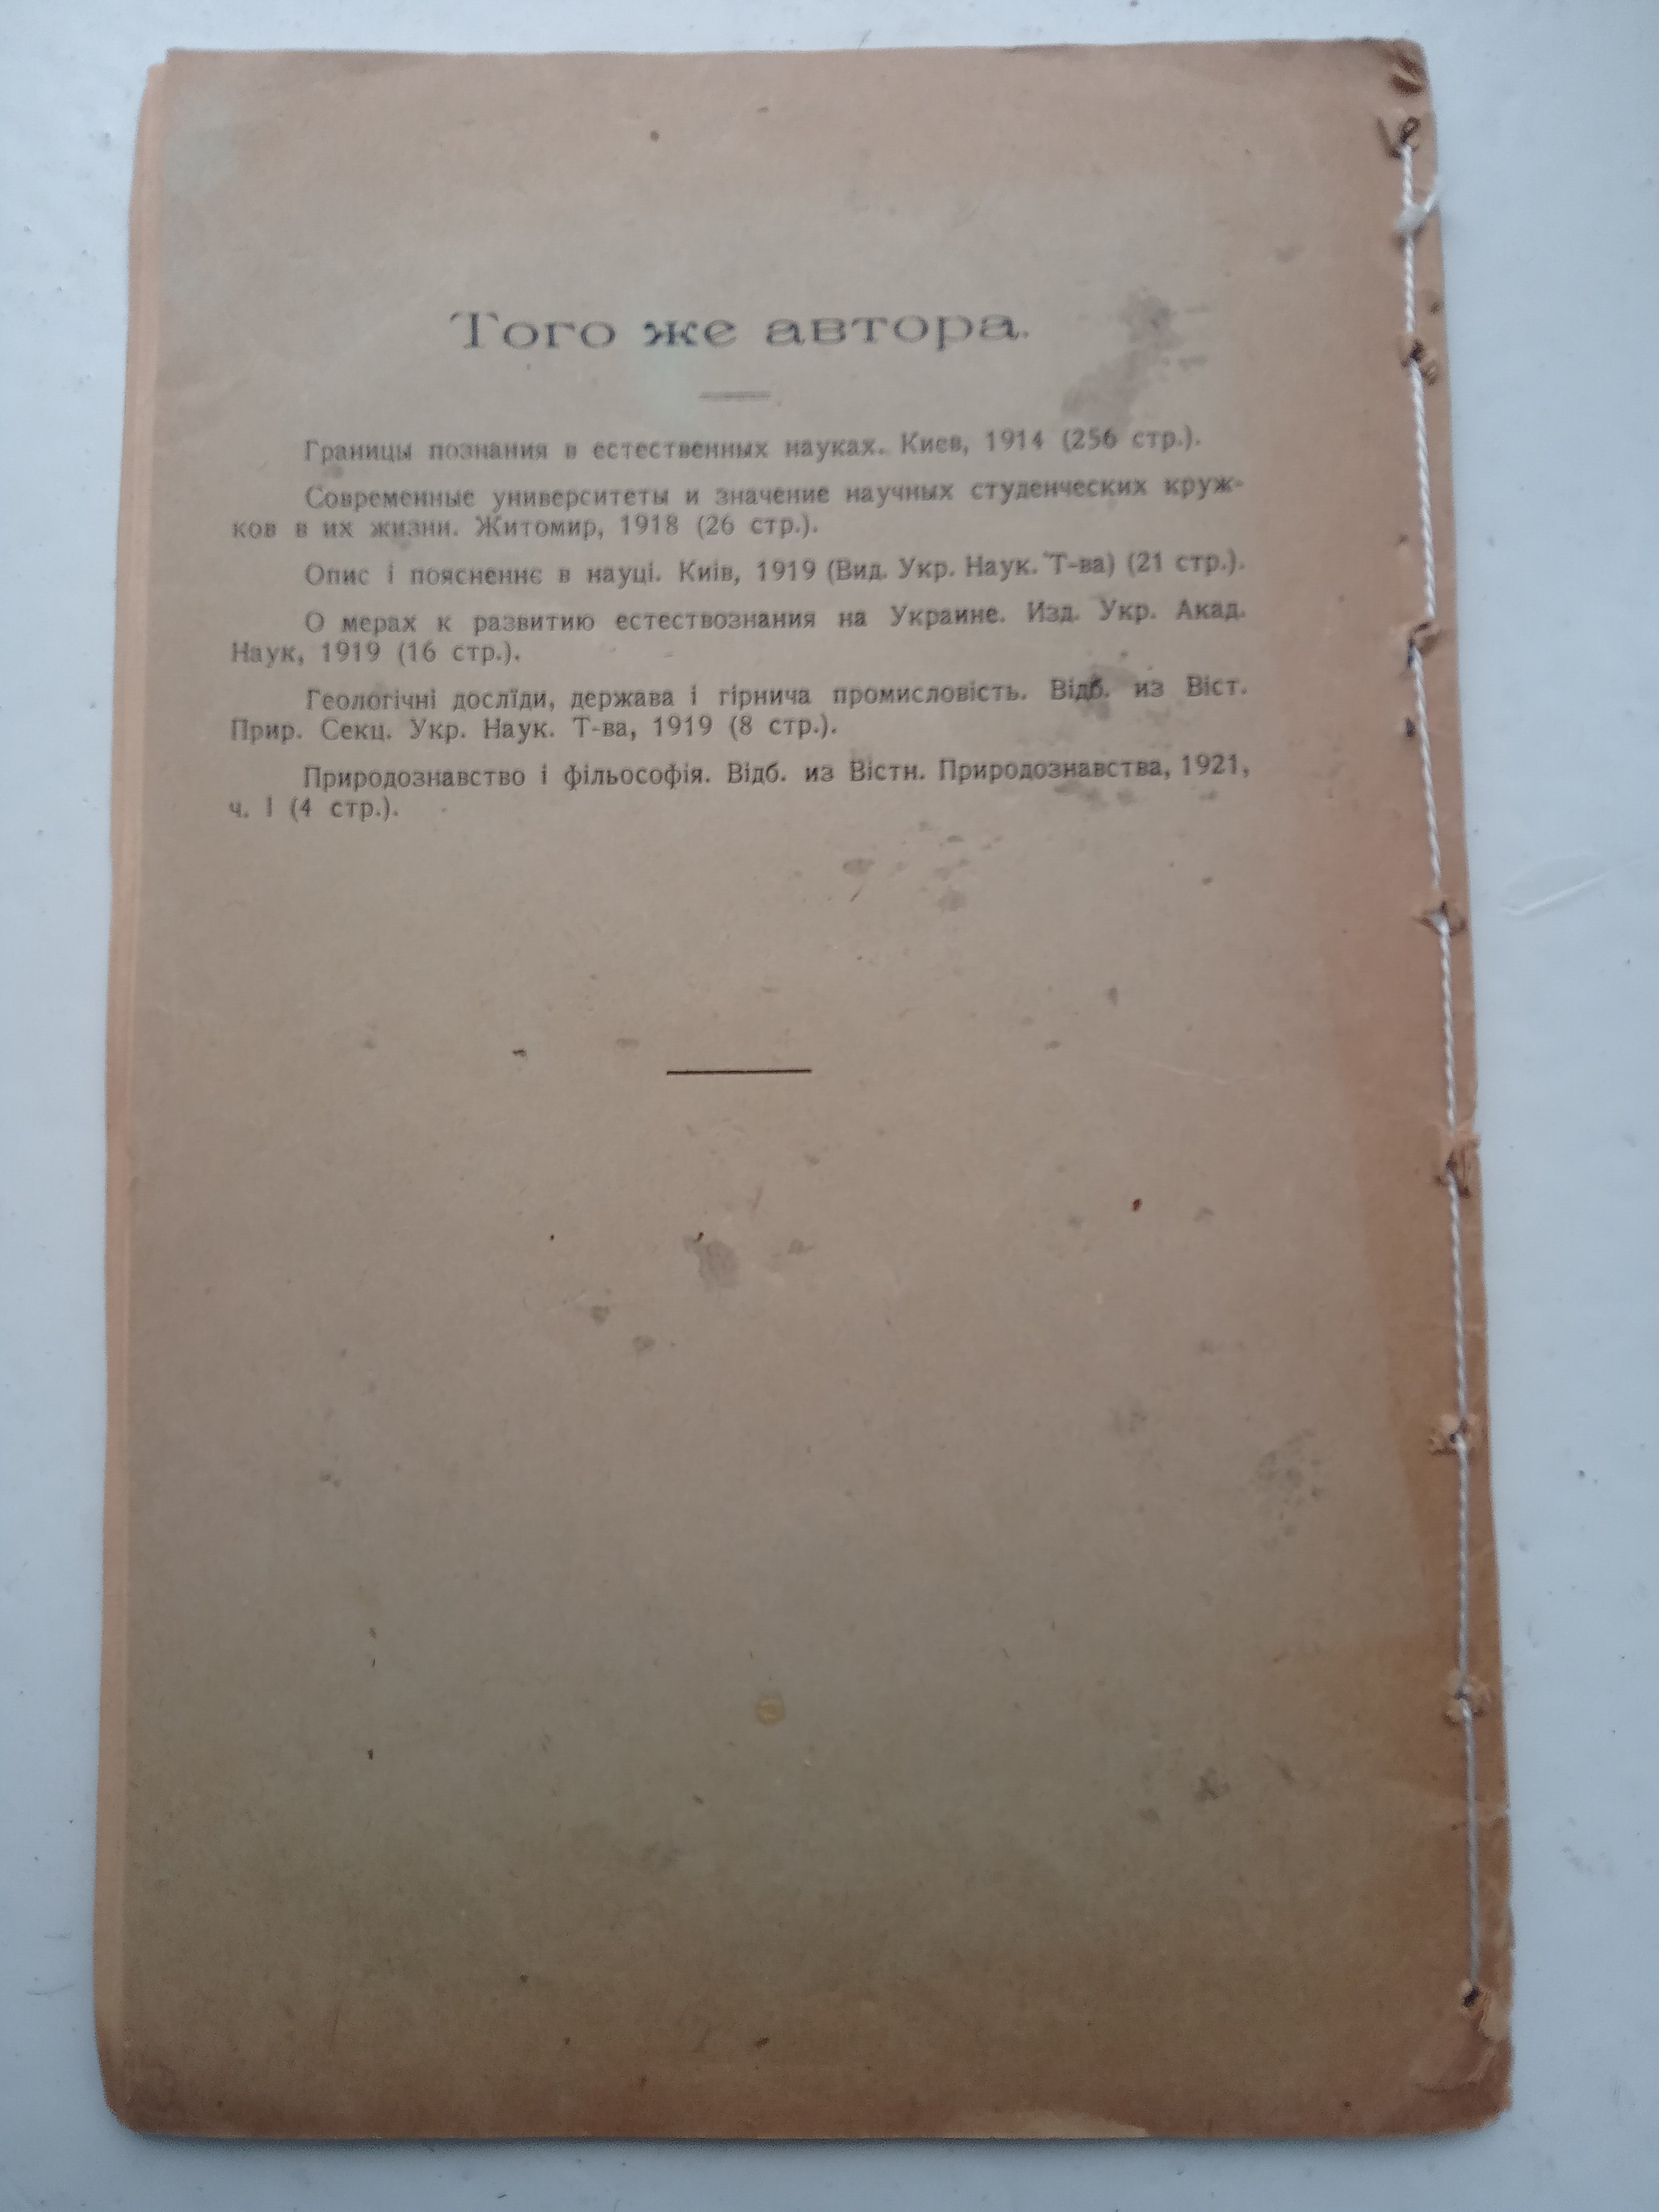 Того же автора.
Границы познания в естественных науках. Киев, 1914 (256 стр.).
Современные университеты и значение научных студенческих круж-
ков в их жизни. Житомир, 1918 (26 стр.).
Опис і поясненнє в науці. Київ, 1919 (Вид. Укр. Наук. Т-ва) (21 стр.).
О мерах к развитию естествознания на Украине. Изд. Укр. Акад.
Наук, 1919 (16 стр.).
Геологічні досліди, держава і гірнича промисловість. Відб. из Віст.
Прир. Секц. Укр. Наук. Т-ва, 1919 (8 стр.).
Природознавство і фільософія. Відб. из Вістн. Природознавства, 1921,
ч. I (4 стр.).